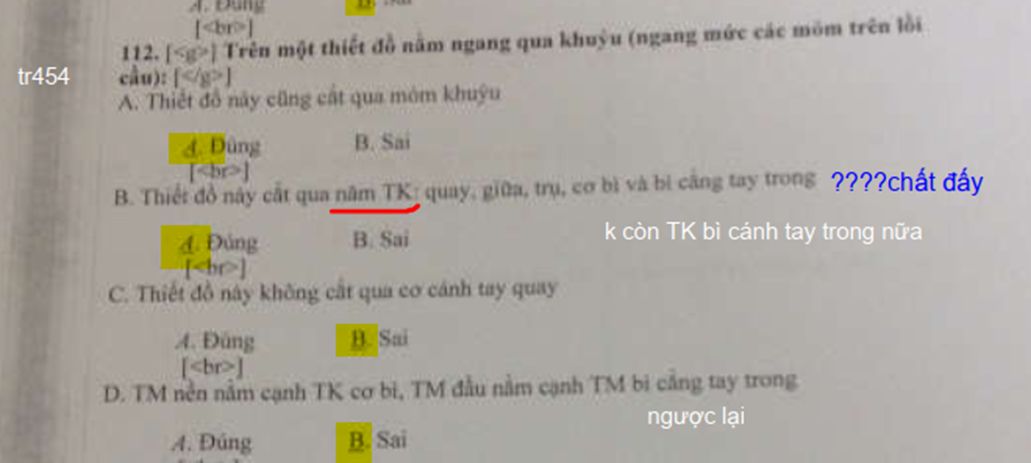 A. Đúng
[<br>]
112. [<g>] Trên một thiết đồ nằm ngang qua khuỷu (ngang mức các mỏm trên lồi
tr454
cầu): [</g>]
A. Thiết đồ này cũng cắt qua mỏm khuỷu
A. Đúng B. Sai
[<br>]
B. Thiết đồ này cắt qua năm TK: quay, giữa, trụ, cơ bì và bì cẳng tay trong ????chất đấy
k còn TK bì cánh tay trong nữa
A. Đúng B. Sai
[<br>]
C. Thiết đồ này không cắt qua cơ cánh tay quay
A. Đúng B. Sai
[<br>]
D. TM nền nằm cạnh TK cơ bì, TM đầu nằm cạnh TM bì cẳng tay trong
ngược lại
A. Đúng B. Sai